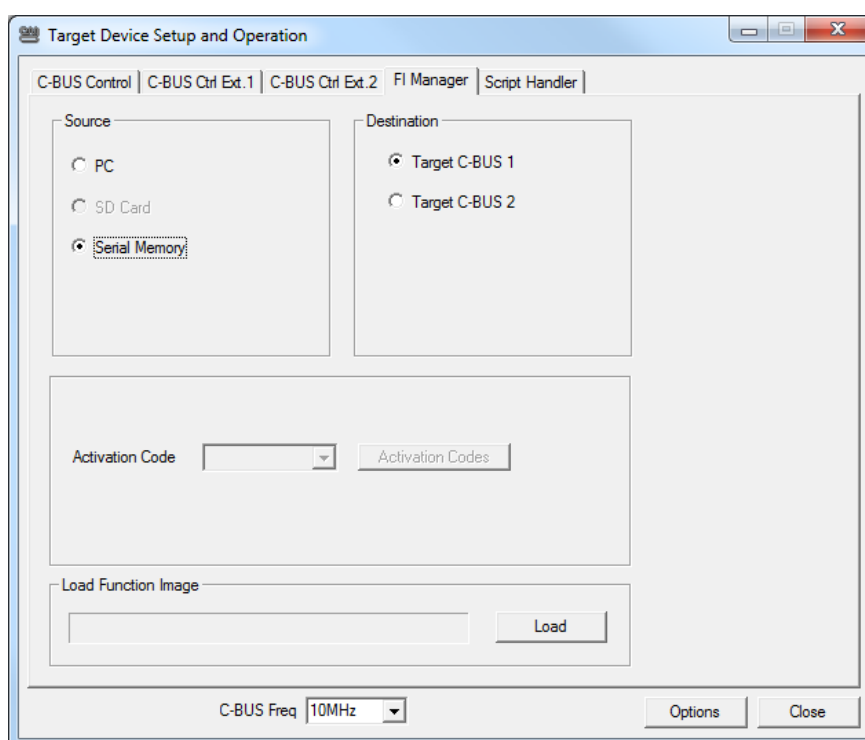 Target Device Setup and Operation
C-BUS Control C-BUS Ctrl Ext.1 C-BUS Ctrl Ext.2 FI Manager Script Handler
Source
PC
SD Card
Serial Memory
Destination
Target C-BUS 1
Target C-BUS 2
Activation Code Activation Codes
Load Function Image
Load
C-BUS Freq 10MHz Options Close